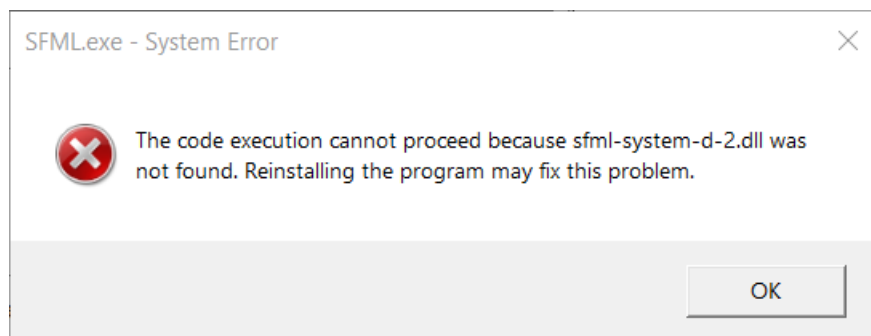 SFML.exe - System Error
The code execution cannot proceed because sfml-system-d-2.dll was
not found. Reinstalling the program may fix this problem.
OK